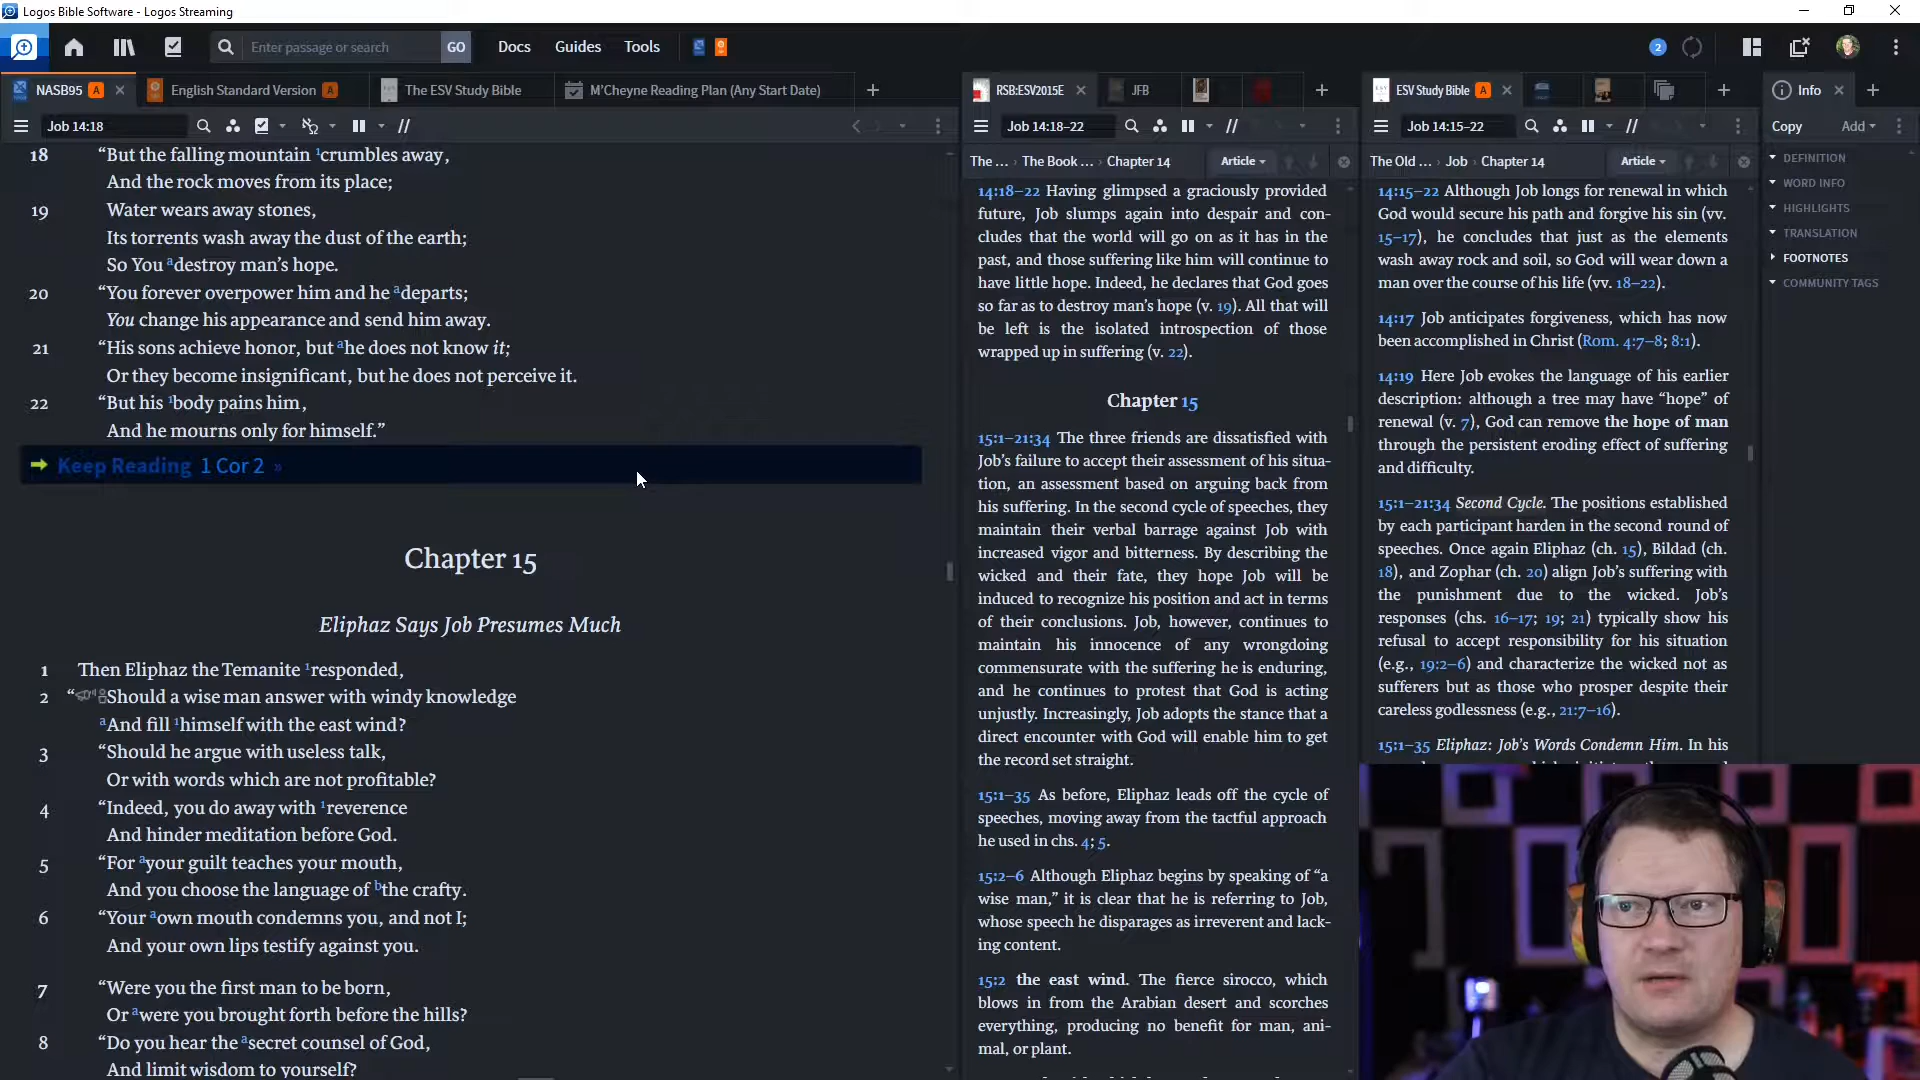 Logos Bible Software - Logos Streaming
Enter passage or search
GO
Docs
Guides
Tools
2
NASB95 A
English Standard Version A
The ESV Study Bible
M'Cheyne Reading Plan (Any Start Date)
RSB:ESV2015E
JFB
ESV Study Bible A
Info
Job 14:18
Job 14:18–22
Job 14:15–22
Copy
Add
The ... › The Book ... › Chapter 14
Article
The Old ... › Job › Chapter 14
Article
DEFINITION
WORD INFO
HIGHLIGHTS
TRANSLATION
FOOTNOTES
COMMUNITY TAGS
18 “But the falling mountain 1crumbles away,
And the rock moves from its place;
19 Water wears away stones,
Its torrents wash away the dust of the earth;
So You adestroy man’s hope.
20 “You forever overpower him and he adeparts;
You change his appearance and send him away.
21 “His sons achieve honor, but ahe does not know it;
Or they become insignificant, but he does not perceive it.
22 “But his 1body pains him,
And he mourns only for himself.”
Keep Reading 1 Cor 2 »
Chapter 15
Eliphaz Says Job Presumes Much
1 Then Eliphaz the Temanite 1responded,
2 “Should a wise man answer with windy knowledge
aAnd fill 1himself with the east wind?
3 “Should he argue with useless talk,
Or with words which are not profitable?
4 “Indeed, you do away with 1reverence
And hinder meditation before God.
5 “For ayour guilt teaches your mouth,
And you choose the language of bthe crafty.
6 “Your aown mouth condemns you, and not I;
And your own lips testify against you.
7 “Were you the first man to be born,
Or awere you brought forth before the hills?
8 “Do you hear the asecret counsel of God,
And limit wisdom to yourself?
14:18–22 Having glimpsed a graciously provided
future, Job slumps again into despair and con-
cludes that the world will go on as it has in the
past, and those suffering like him will continue to
have little hope. Indeed, he declares that God goes
so far as to destroy man’s hope (v. 19). All that will
be left is the isolated introspection of those
wrapped up in suffering (v. 22).
Chapter 15
15:1–21:34 The three friends are dissatisfied with
Job’s failure to accept their assessment of his situa-
tion, an assessment based on arguing back from
his suffering. In the second cycle of speeches, they
maintain their verbal barrage against Job with
increased vigor and bitterness. By describing the
wicked and their fate, they hope Job will be
induced to recognize his position and act in terms
of their conclusions. Job, however, continues to
maintain his innocence of any wrongdoing
commensurate with the suffering he is enduring,
and he continues to protest that God is acting
unjustly. Increasingly, Job adopts the stance that a
direct encounter with God will enable him to get
the record set straight.
15:1–35 As before, Eliphaz leads off the cycle of
speeches, moving away from the tactful approach
he used in chs. 4; 5.
15:2–6 Although Eliphaz begins by speaking of “a
wise man,” it is clear that he is referring to Job,
whose speech he disparages as irreverent and lack-
ing content.
15:2 the east wind. The fierce sirocco, which
blows in from the Arabian desert and scorches
everything, producing no benefit for man, ani-
mal, or plant.
14:15–22 Although Job longs for renewal in which
God would secure his path and forgive his sin (vv.
15–17), he concludes that just as the elements
wash away rock and soil, so God will wear down a
man over the course of his life (vv. 18–22).
14:17 Job anticipates forgiveness, which has now
been accomplished in Christ (Rom. 4:7–8; 8:1).
14:19 Here Job evokes the language of his earlier
description: although a tree may have “hope” of
renewal (v. 7), God can remove the hope of man
through the persistent eroding effect of suffering
and difficulty.
15:1–21:34 Second Cycle. The positions established
by each participant harden in the second round of
speeches. Once again Eliphaz (ch. 15), Bildad (ch.
18), and Zophar (ch. 20) align Job’s suffering with
the punishment due to the wicked. Job’s
responses (chs. 16–17; 19; 21) typically show his
refusal to accept responsibility for his situation
(e.g., 19:2–6) and characterize the wicked not as
sufferers but as those who prosper despite their
careless godlessness (e.g., 21:7–16).
15:1–35 Eliphaz: Job’s Words Condemn Him. In his